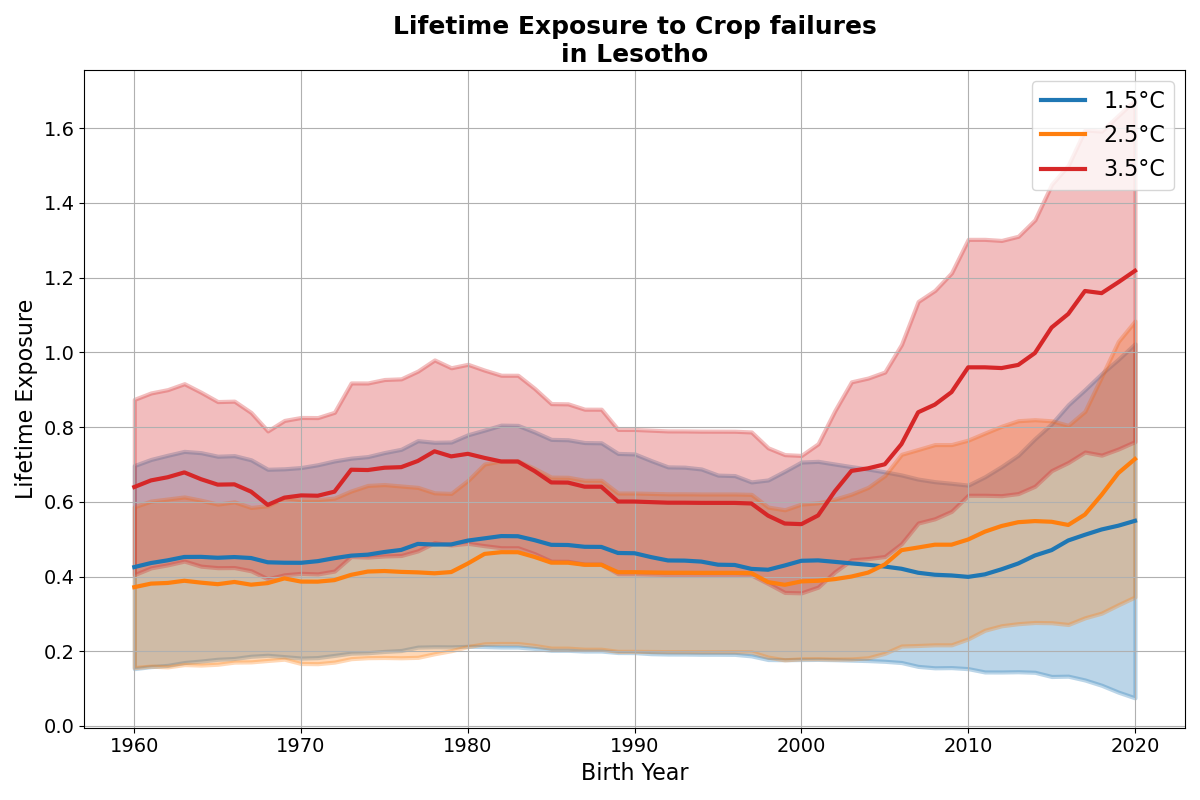 Lifetime Exposure to Crop failures
in Lesotho
1.5°C
2.5°C
3.5°C
Lifetime Exposure
1.6
1.4
1.2
1.0
0.8
0.6
0.4
0.2
0.0
1960 1970 1980 1990 2000 2010 2020
Birth Year